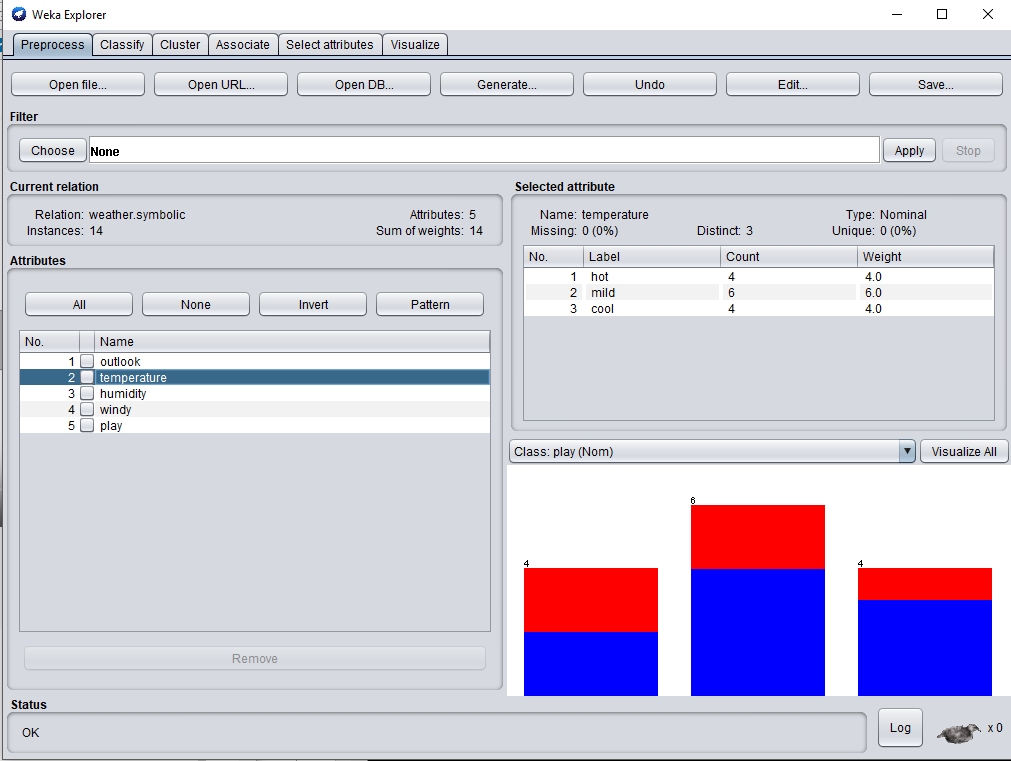 Weka Explorer
Preprocess Classify Cluster Associate Select attributes Visualize
Open file... Open URL... Open DB... Generate... Undo Edit... Save...
Filter
Choose None Apply Stop
Current relation
Relation: weather.symbolic Attributes: 5
Instances: 14 Sum of weights: 14
Attributes
All None Invert Pattern
No. Name
1 outlook
2 temperature
3 humidity
4 windy
5 play
Remove
Selected attribute
Name: temperature Type: Nominal
Missing: 0 (0%) Distinct: 3 Unique: 0 (0%)
No. Label Count Weight
1 hot 4 4.0
2 mild 6 6.0
3 cool 4 4.0
Class: play (Nom) Visualize All
4 6 4
Status
OK Log x 0